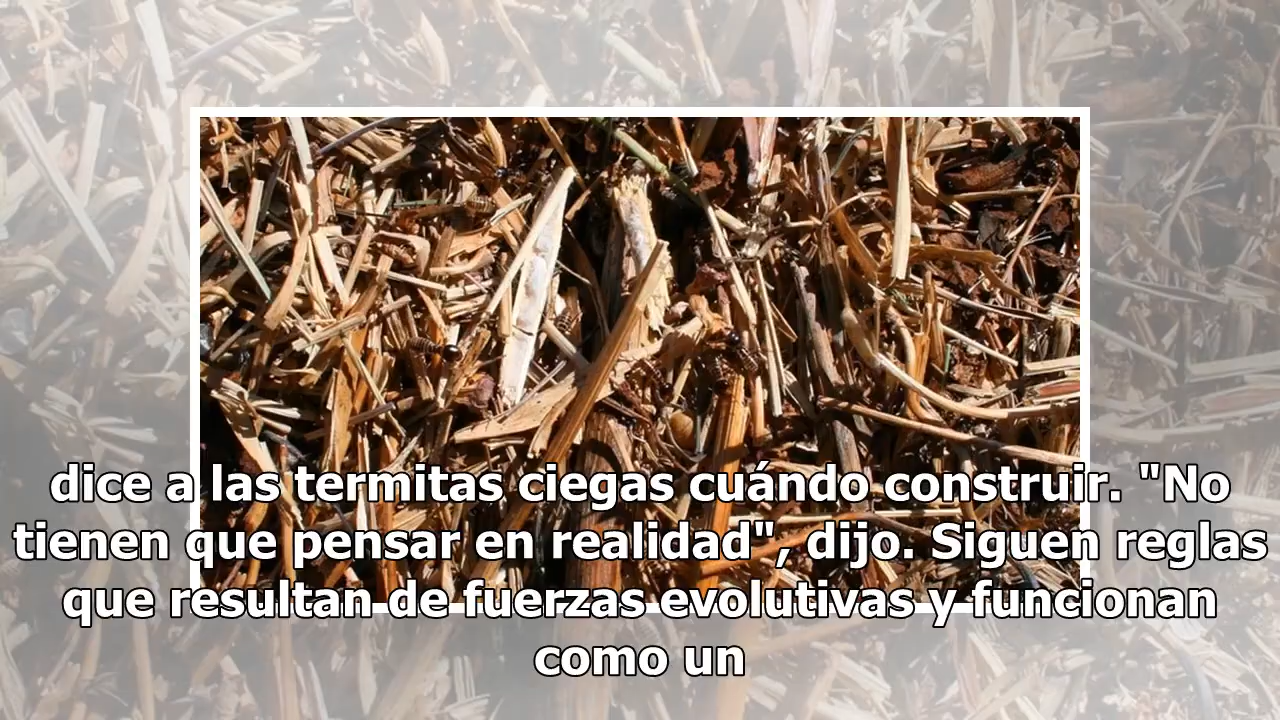 dice a las termitas ciegas cuándo construir. "No
tienen que pensar en realidad", dijo. Siguen reglas
que resultan de fuerzas evolutivas y funcionan
como un